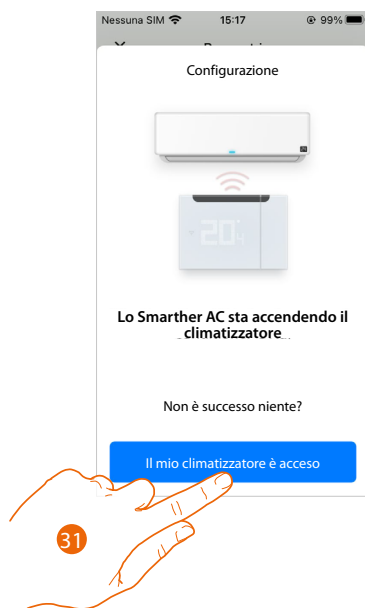 Nessuna SIM 15:17 99%
Configurazione
20
Lo Smarther AC sta accendendo il
climatizzatore
Non è successo niente?
Il mio climatizzatore è acceso
31